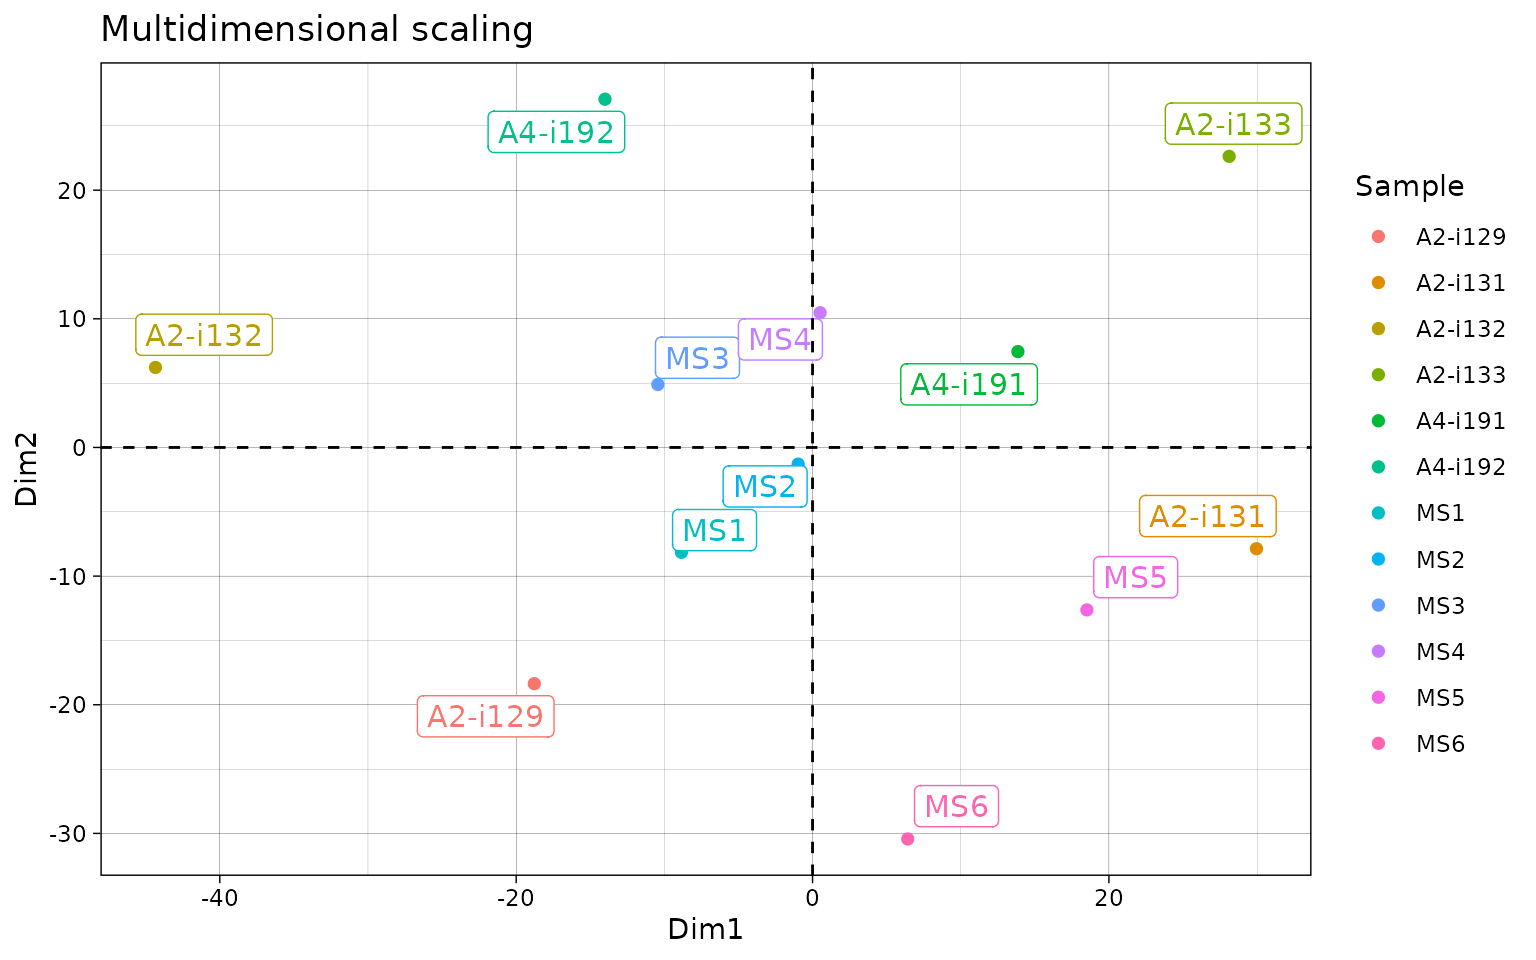 Multidimensional scaling
A4-i192
A2-i133
A2-i132
MS3
MS4
A4-i191
MS2
MS1
A2-i131
MS5
A2-i129
MS6
20
10
0
-10
-20
-30
-40
-20
0
20
Dim1
Dim2
Sample
A2-i129
A2-i131
A2-i132
A2-i133
A4-i191
A4-i192
MS1
MS2
MS3
MS4
MS5
MS6